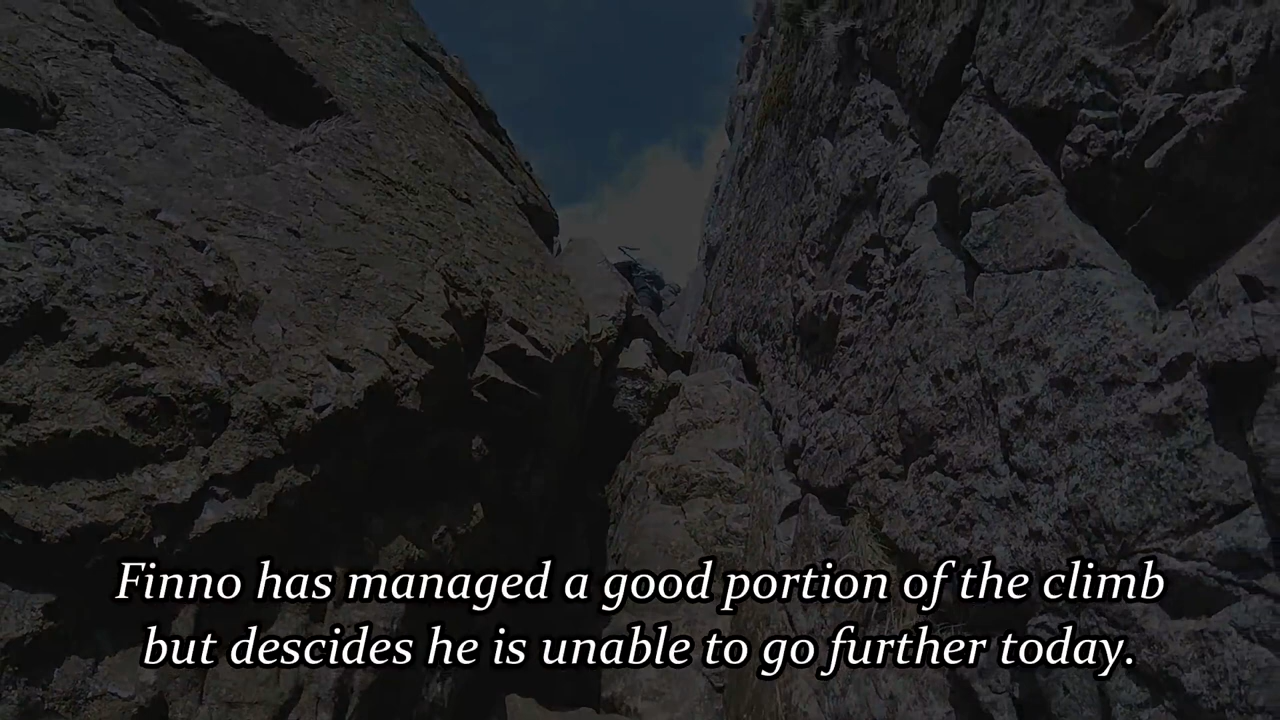 Finno has managed a good portion of the climb
but descides he is unable to go further today.